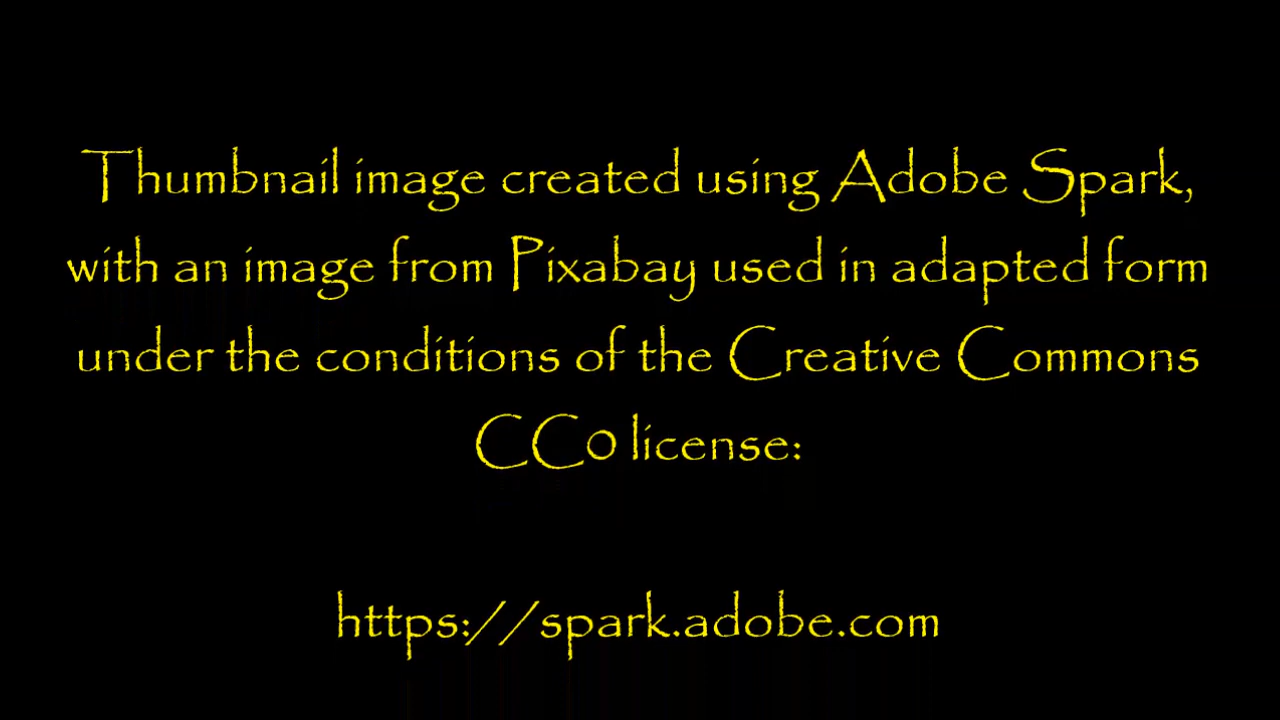 Thumbnail image created using Adobe Spark,
with an image from Pixabay used in adapted form
under the conditions of the Creative Commons
CC0 license:
https://spark.adobe.com